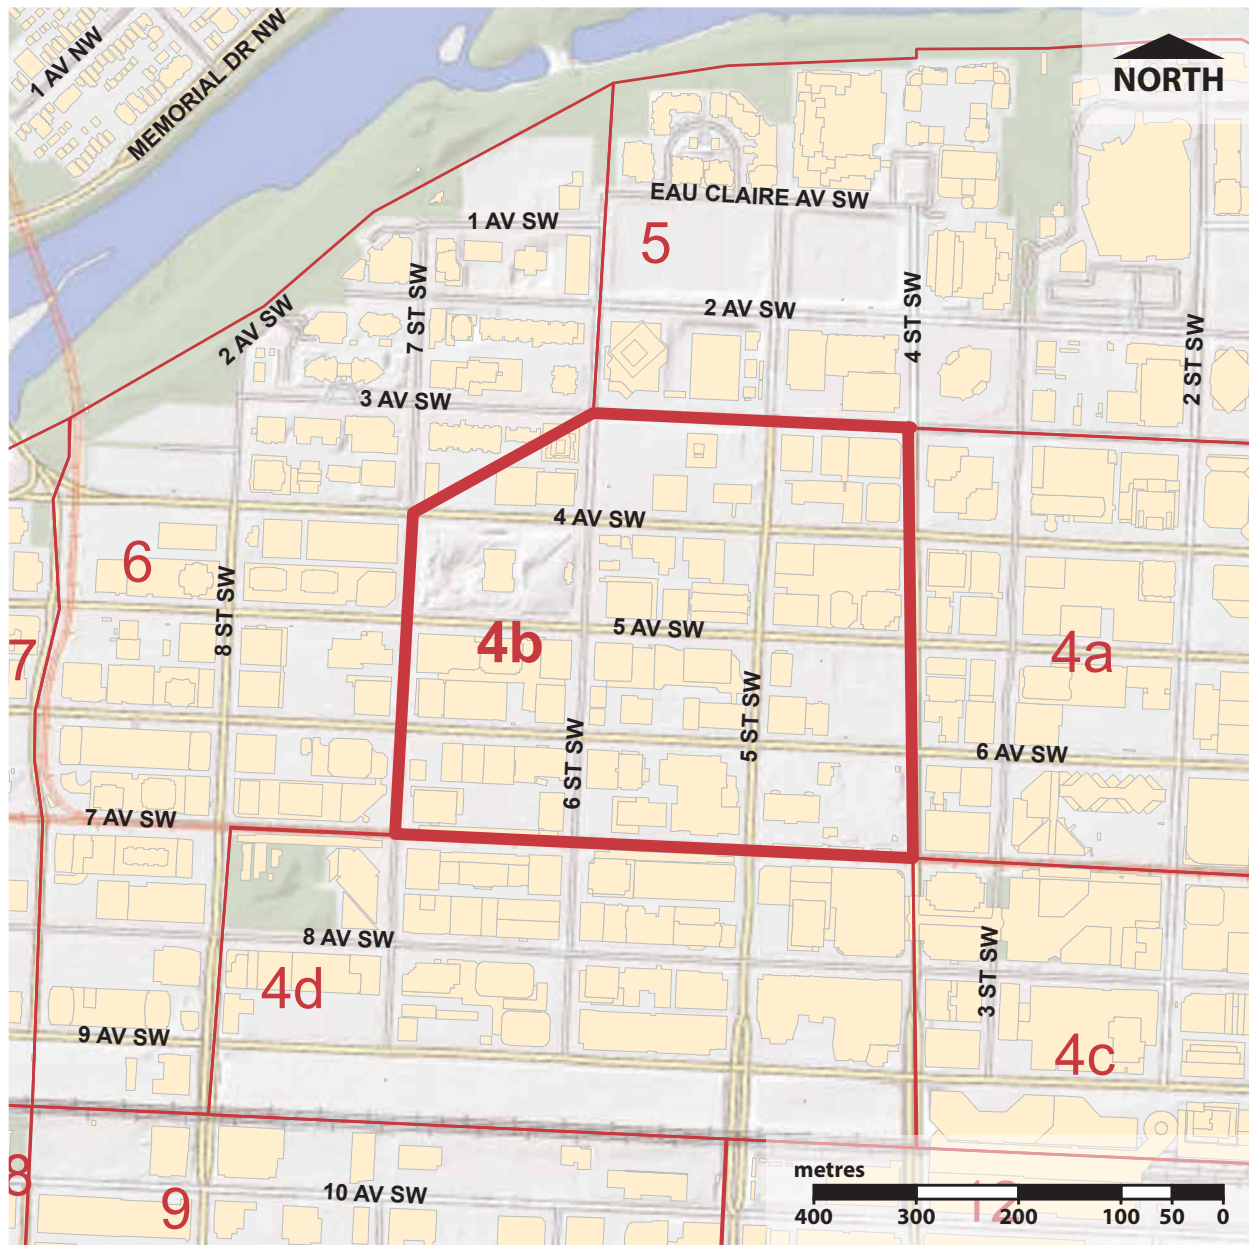 1 AV NW
MEMORIAL DR NW
NORTH
EAU CLAIRE AV SW
1 AV SW
5
7 ST SW
2 AV SW
4 ST SW
2 AV SW
2 ST SW
3 AV SW
4 AV SW
6
8 ST SW
5 AV SW
4b
7
4a
5 ST SW
6 ST SW
6 AV SW
7 AV SW
8 AV SW
3 ST SW
4d
9 AV SW
4c
8
9
10 AV SW
metres
12
400 300 200 100 50 0